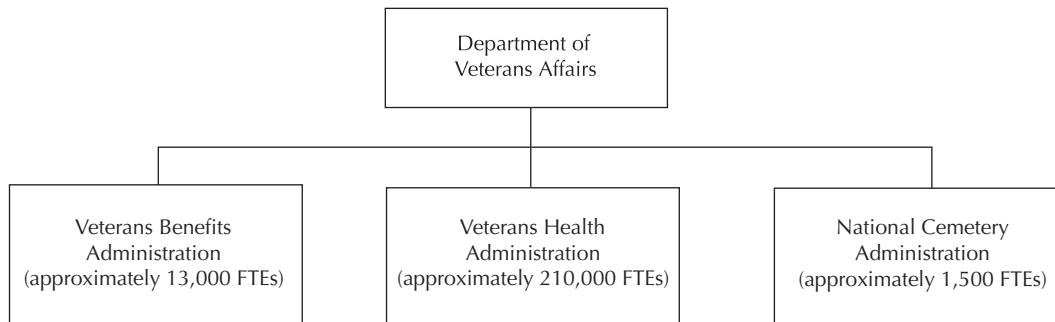 Department of
Veterans Affairs
Veterans Benefits
Administration
(approximately 13,000 FTEs)
Veterans Health
Administration
(approximately 210,000 FTEs)
National Cemetery
Administration
(approximately 1,500 FTEs)